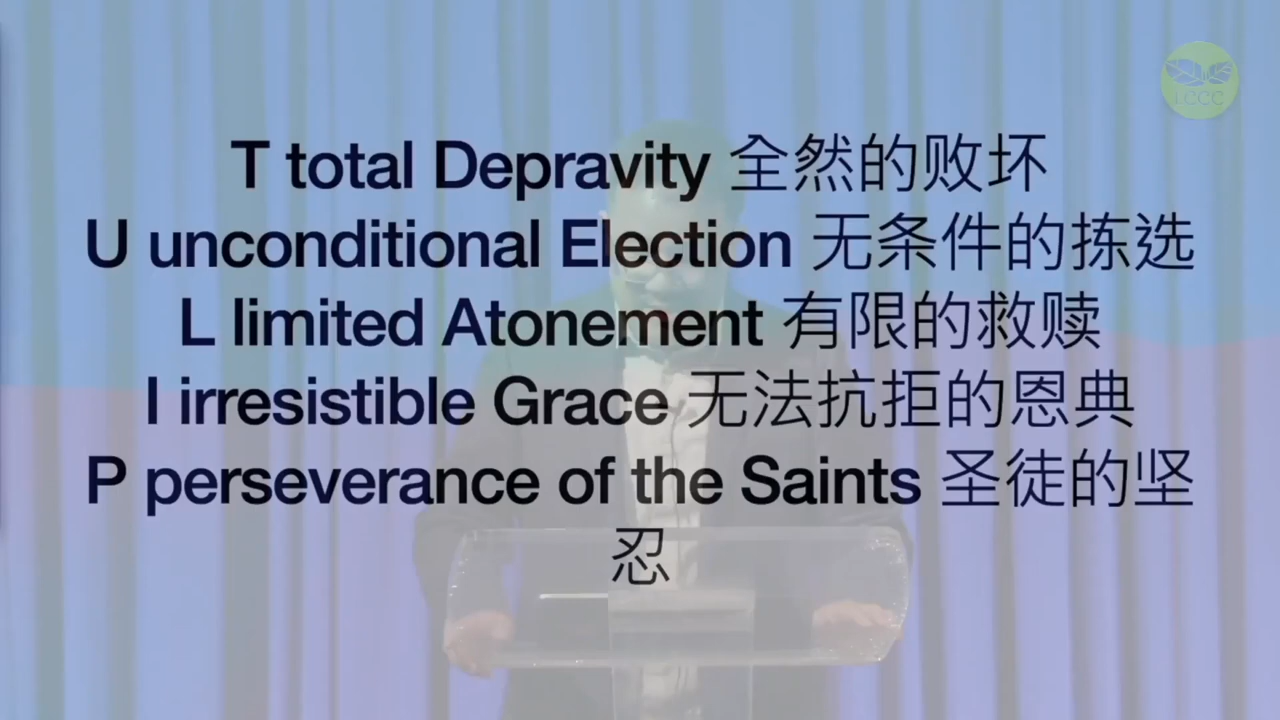 LCCC
T total Depravity 全然的败坏
U unconditional Election 无条件的拣选
L limited Atonement 有限的救赎
I irresistible Grace 无法抗拒的恩典
P perseverance of the Saints 圣徒的坚
忍